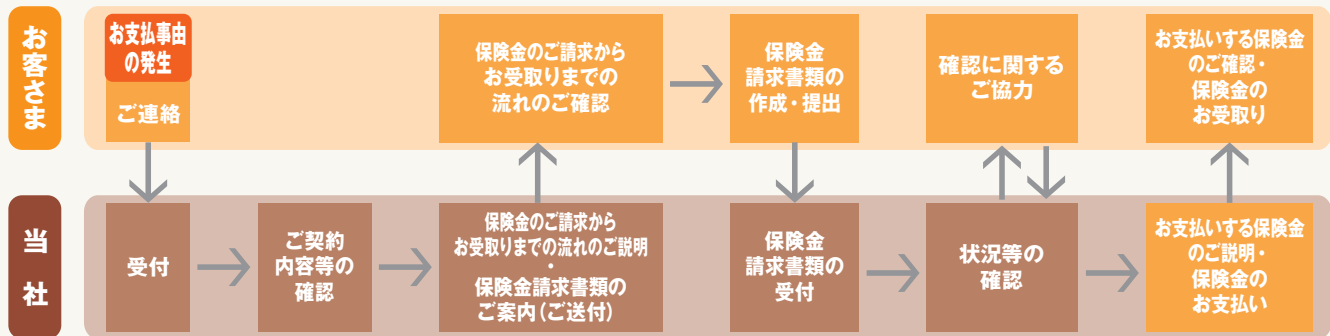 お客さま
お支払事由
の発生
ご連絡
保険金のご請求から
お受取りまでの
流れのご確認
保険金
請求書類の
作成・提出
確認に関する
ご協力
お支払いする保険金
のご確認・
保険金の
お受取り
当社
受付
ご契約
内容等の
確認
保険金のご請求から
お受取りまでの流れのご説明
・
保険金請求書類の
ご案内(ご送付)
保険金
請求書類の
受付
状況等の
確認
お支払いする保険金
のご説明・
保険金の
お支払い